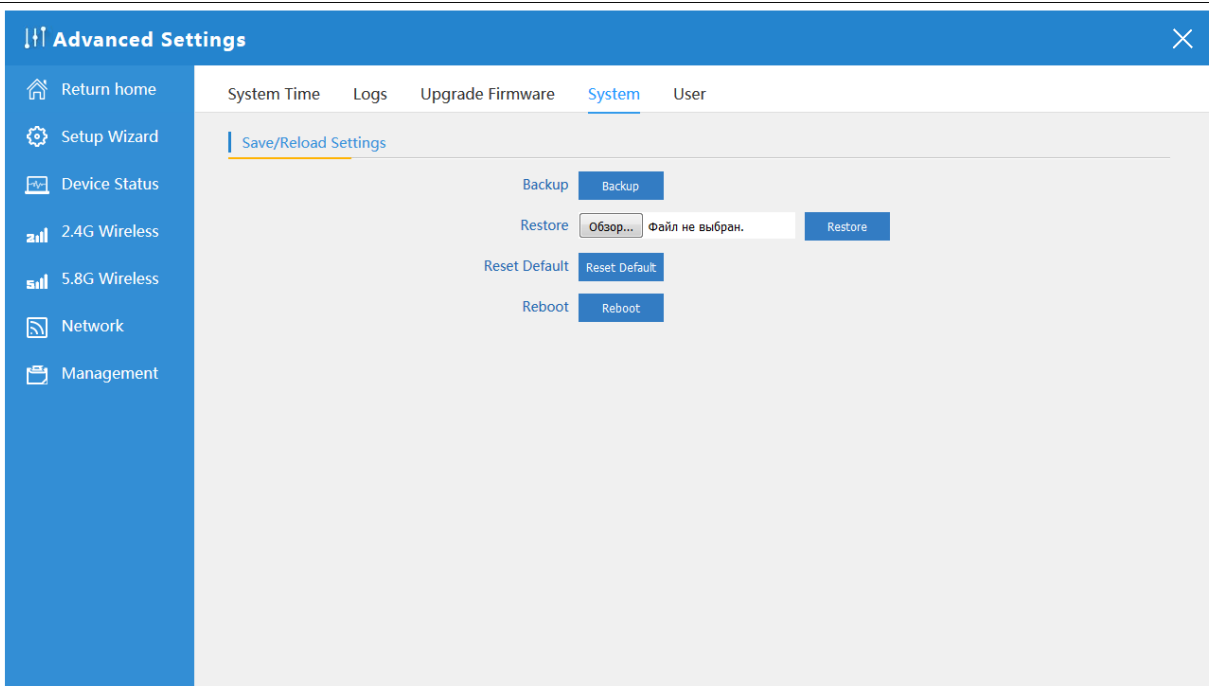 Advanced Settings
Return home
Setup Wizard
Device Status
2.4G Wireless
5.8G Wireless
Network
Management
System Time Logs Upgrade Firmware System User
Save/Reload Settings
Backup Backup
Restore Обзор... Файл не выбран. Restore
Reset Default Reset Default
Reboot Reboot